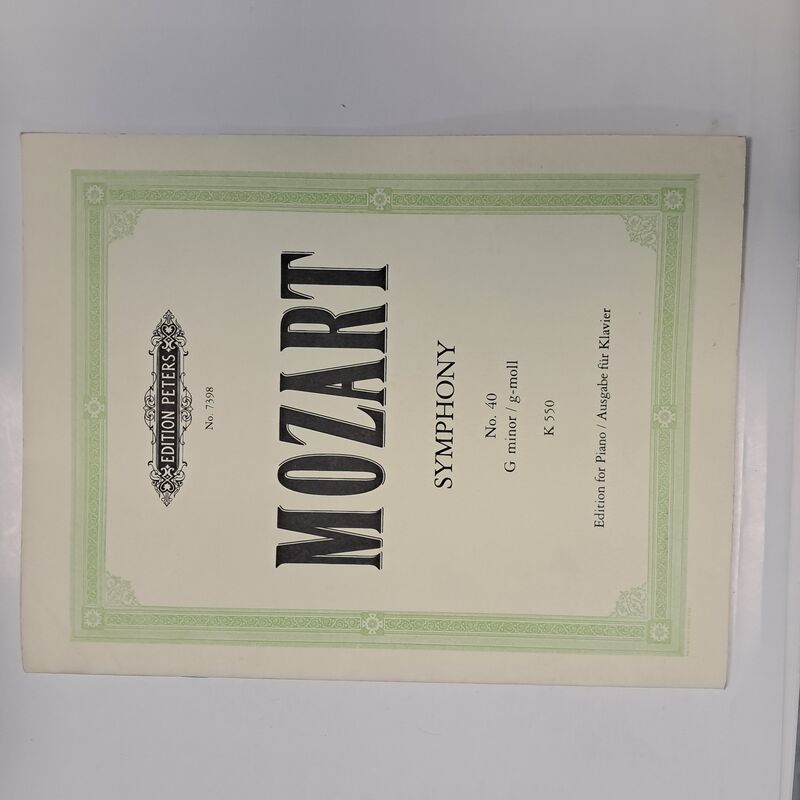 EDITION PETERS
No. 7398
MOZART
SYMPHONY
No. 40
G minor / g-moll
K 550
Edition for Piano / Ausgabe für Klavier